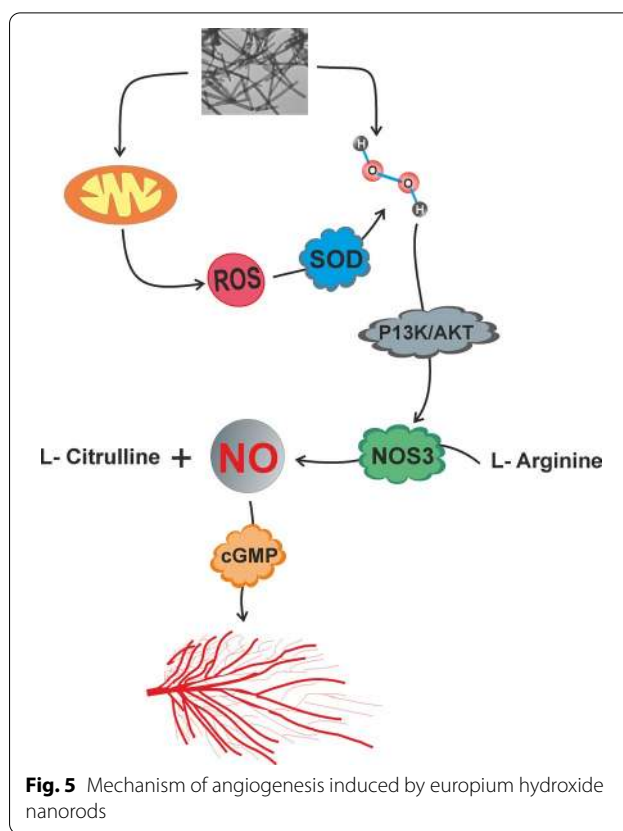 H
O
O
H
ROS
SOD
P13K/AKT
L- Citrulline + NO
NOS3
L- Arginine
cGMP
Fig. 5 Mechanism of angiogenesis induced by europium hydroxide
nanorods